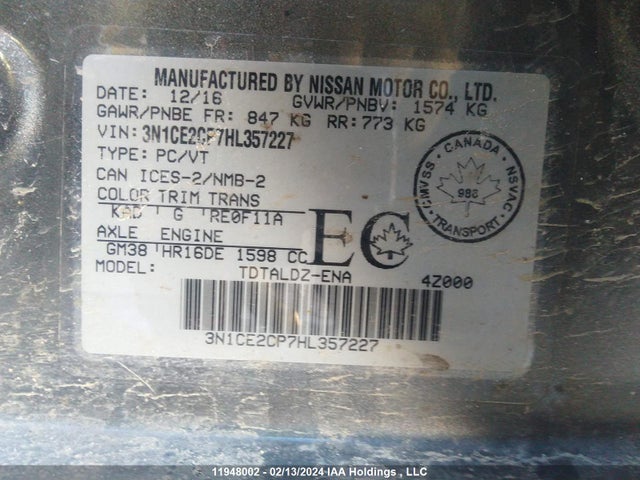 MANUFACTURED BY NISSAN MOTOR CO., LTD.
DATE: 12/16 GVWR/PNBV: 1574 KG
GAWR/PNBE FR: 847 KG RR: 773 KG
VIN: 3N1CE2CP7HL357227
TYPE: PC/VT
CAN ICES-2/NMB-2
COLOR TRIM TRANS
KAC G RE0F11A
AXLE ENGINE
GM38 HR16DE 1598 CC
MODEL: TDTALDZ-ENA 4Z000
EC
CANADA
CMVSS NSVAC
988
TRANSPORT
3N1CE2CP7HL357227
11948002 - 02/13/2024 IAA Holdings , LLC